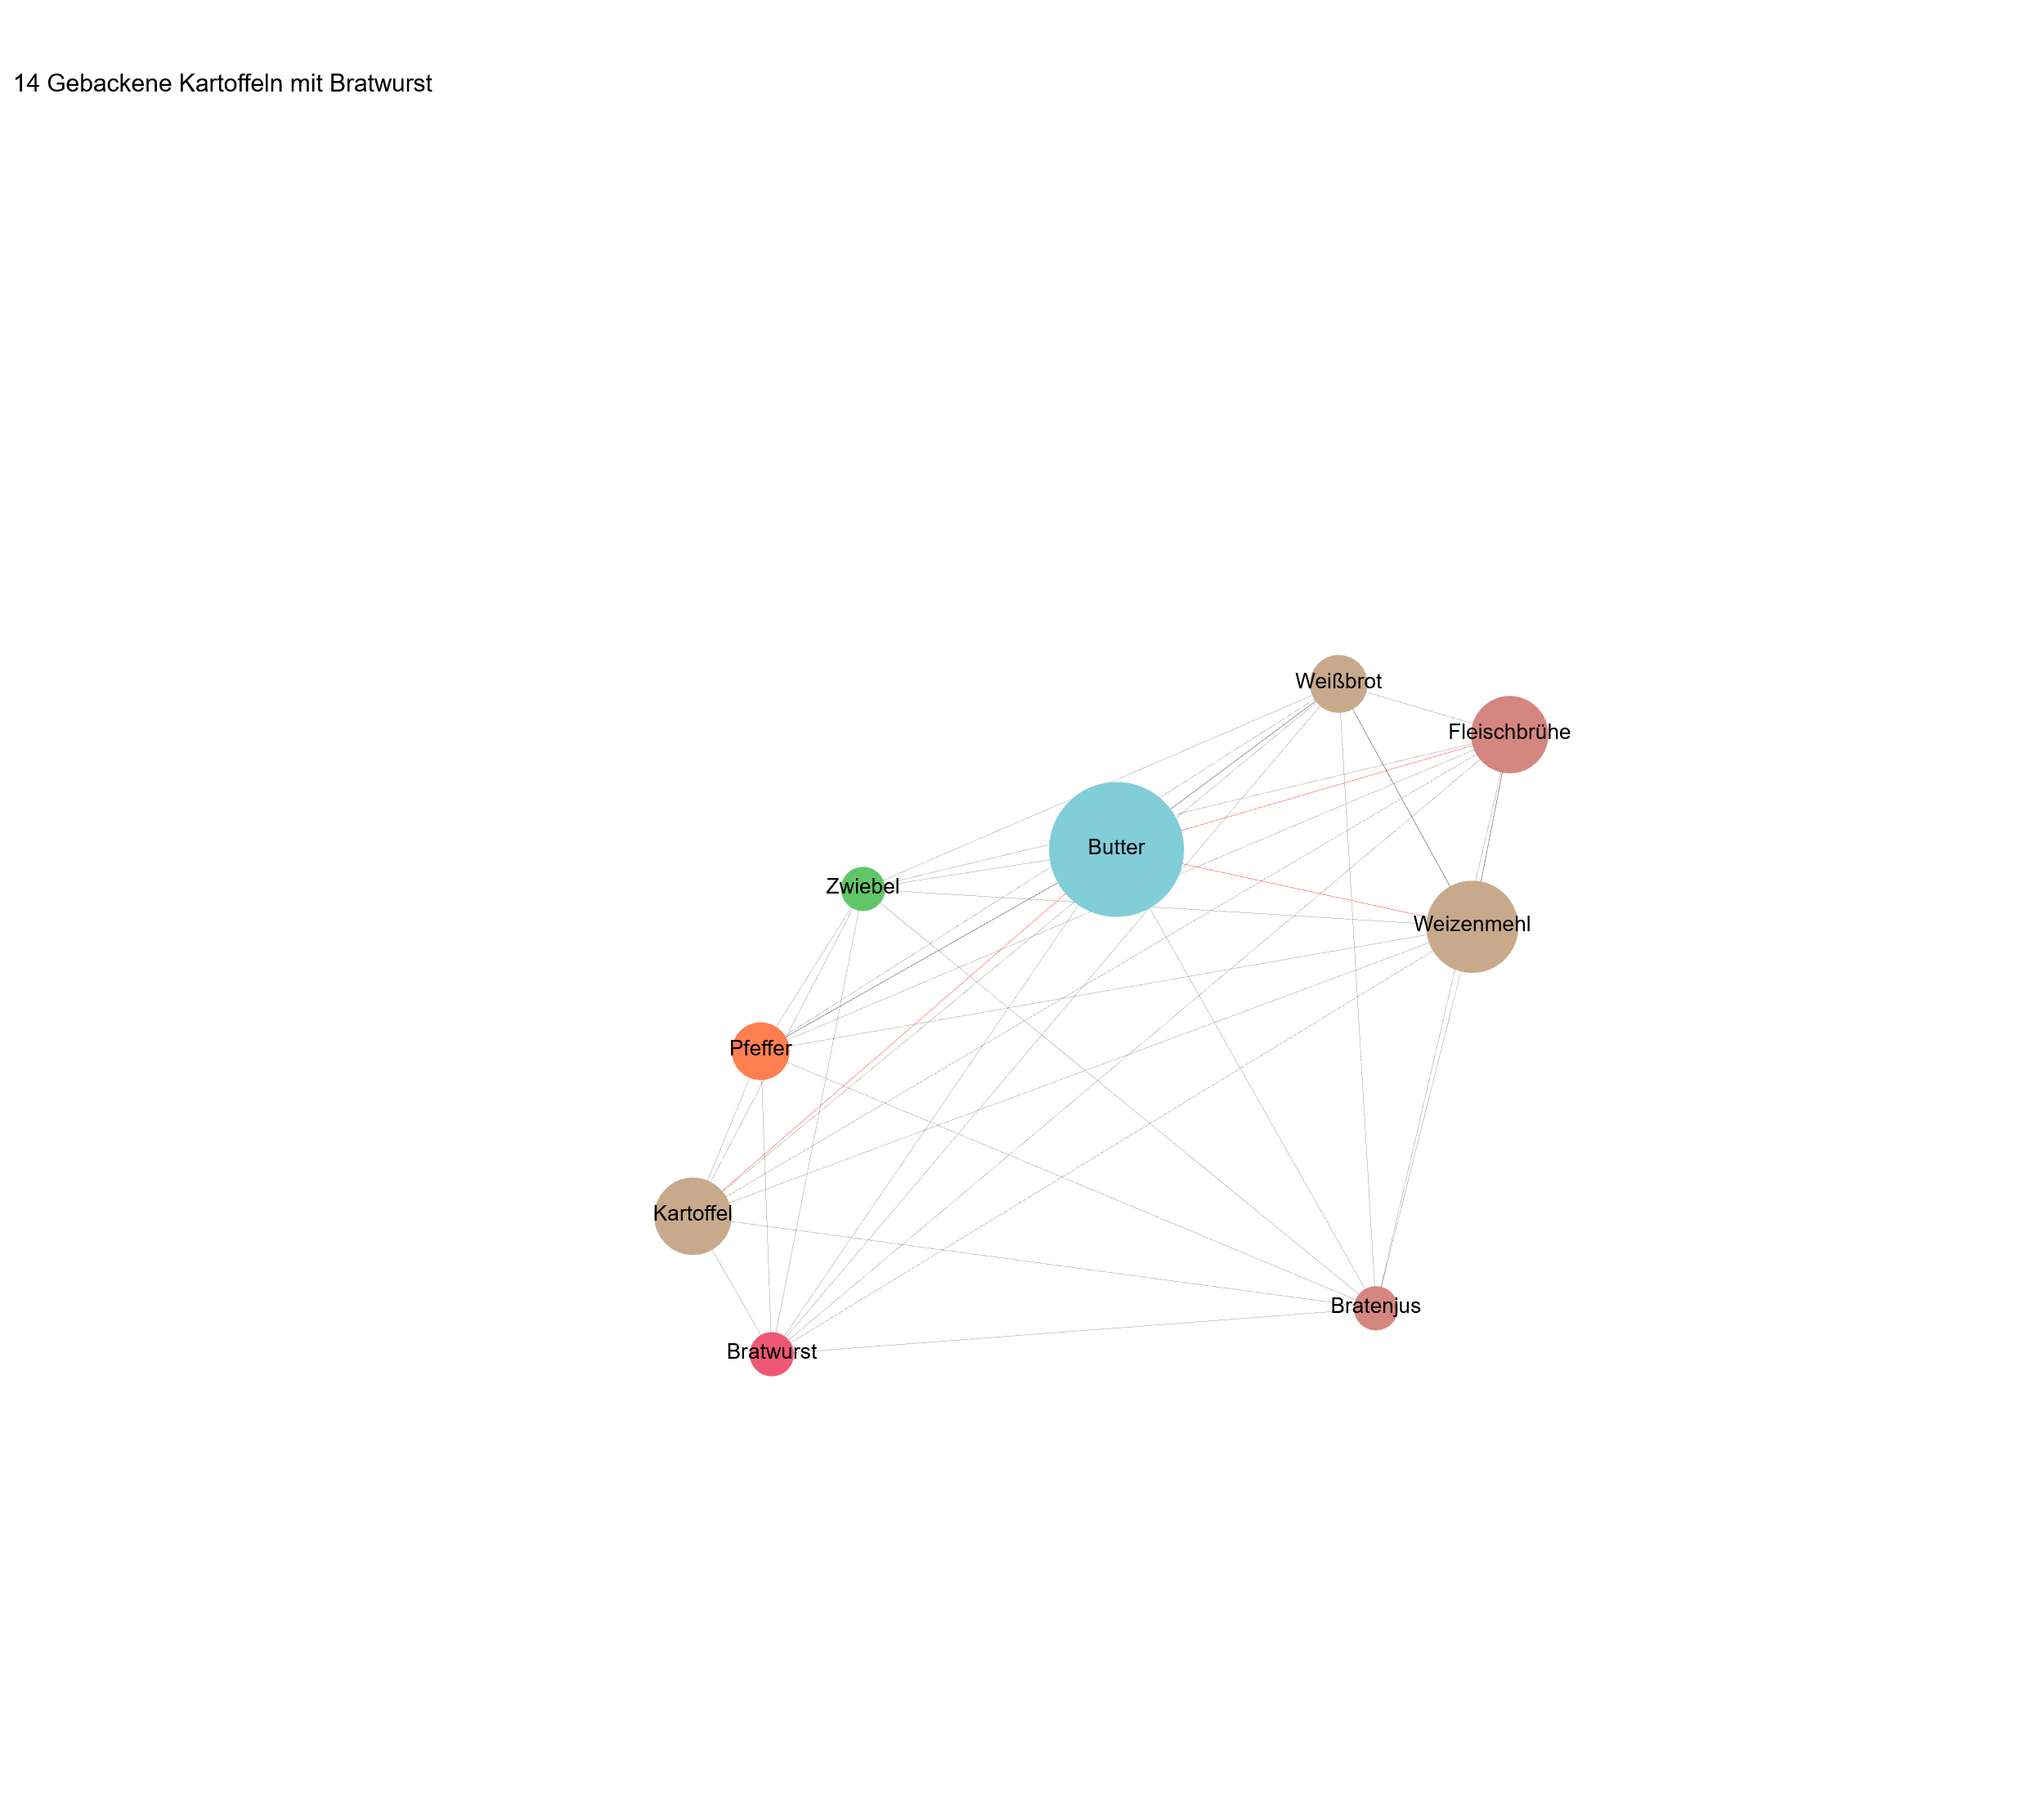 14 Gebackene Kartoffeln mit Bratwurst
Weißbrot
Fleischbrühe
Butter
Zwiebel
Weizenmehl
Pfeffer
Kartoffel
Bratenjus
Bratwurst